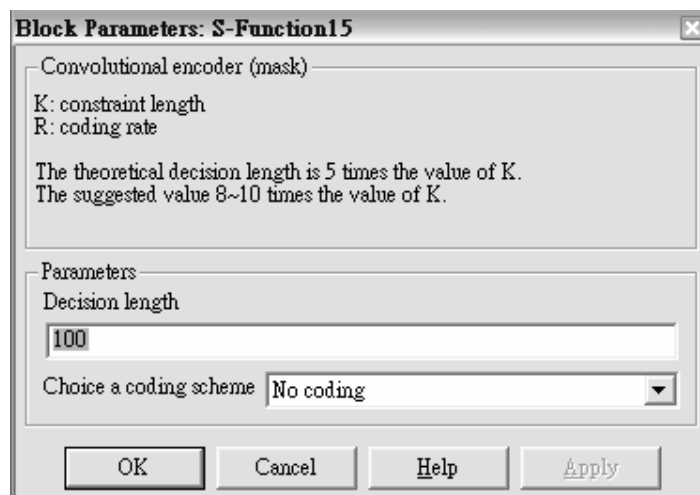 Block Parameters: S-Function15
Convolutional encoder (mask)
K: constraint length
R: coding rate
The theoretical decision length is 5 times the value of K.
The suggested value 8~10 times the value of K.
Parameters
Decision length
100
Choice a coding scheme No coding
OK Cancel Help Apply